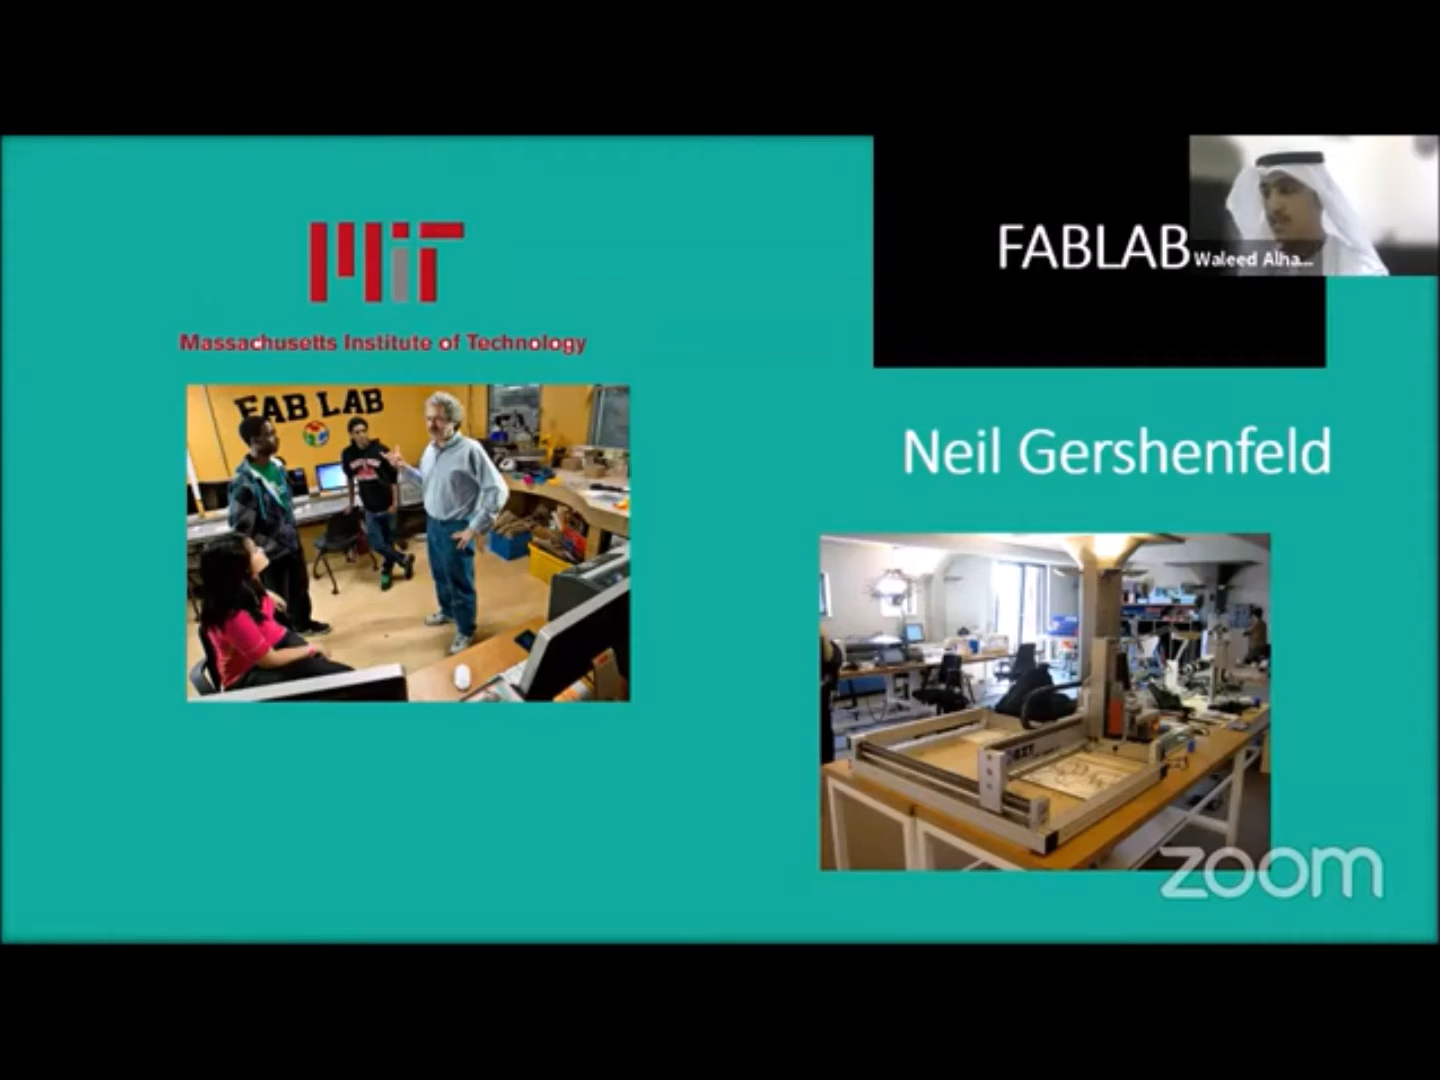 MIT
Massachusetts Institute of Technology
FAB LAB
FABLAB
Waleed Alha...
Neil Gershenfeld
zoom